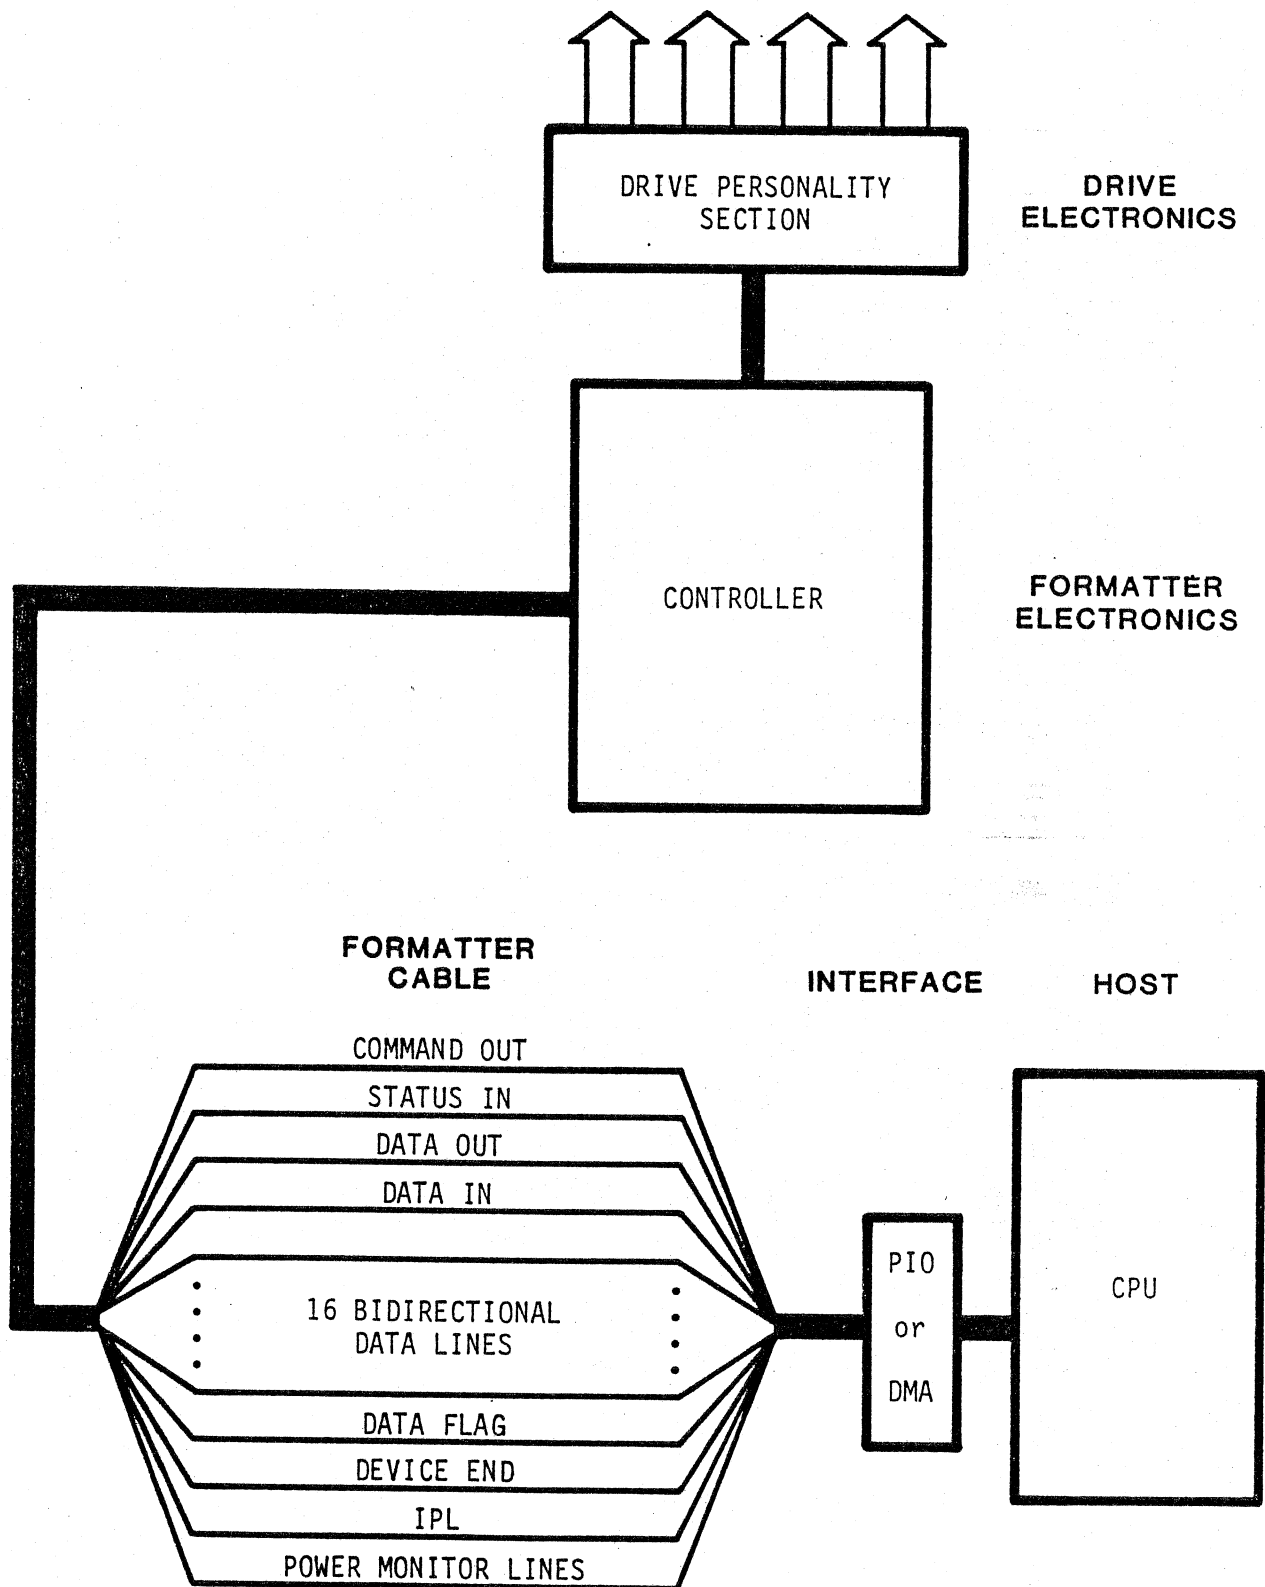 DRIVE PERSONALITY
SECTION
DRIVE
ELECTRONICS
CONTROLLER
FORMATTER
ELECTRONICS
FORMATTER
CABLE
INTERFACE
HOST
COMMAND OUT
STATUS IN
DATA OUT
DATA IN
16 BIDIRECTIONAL
DATA LINES
DATA FLAG
DEVICE END
IPL
POWER MONITOR LINES
PIO
or
DMA
CPU